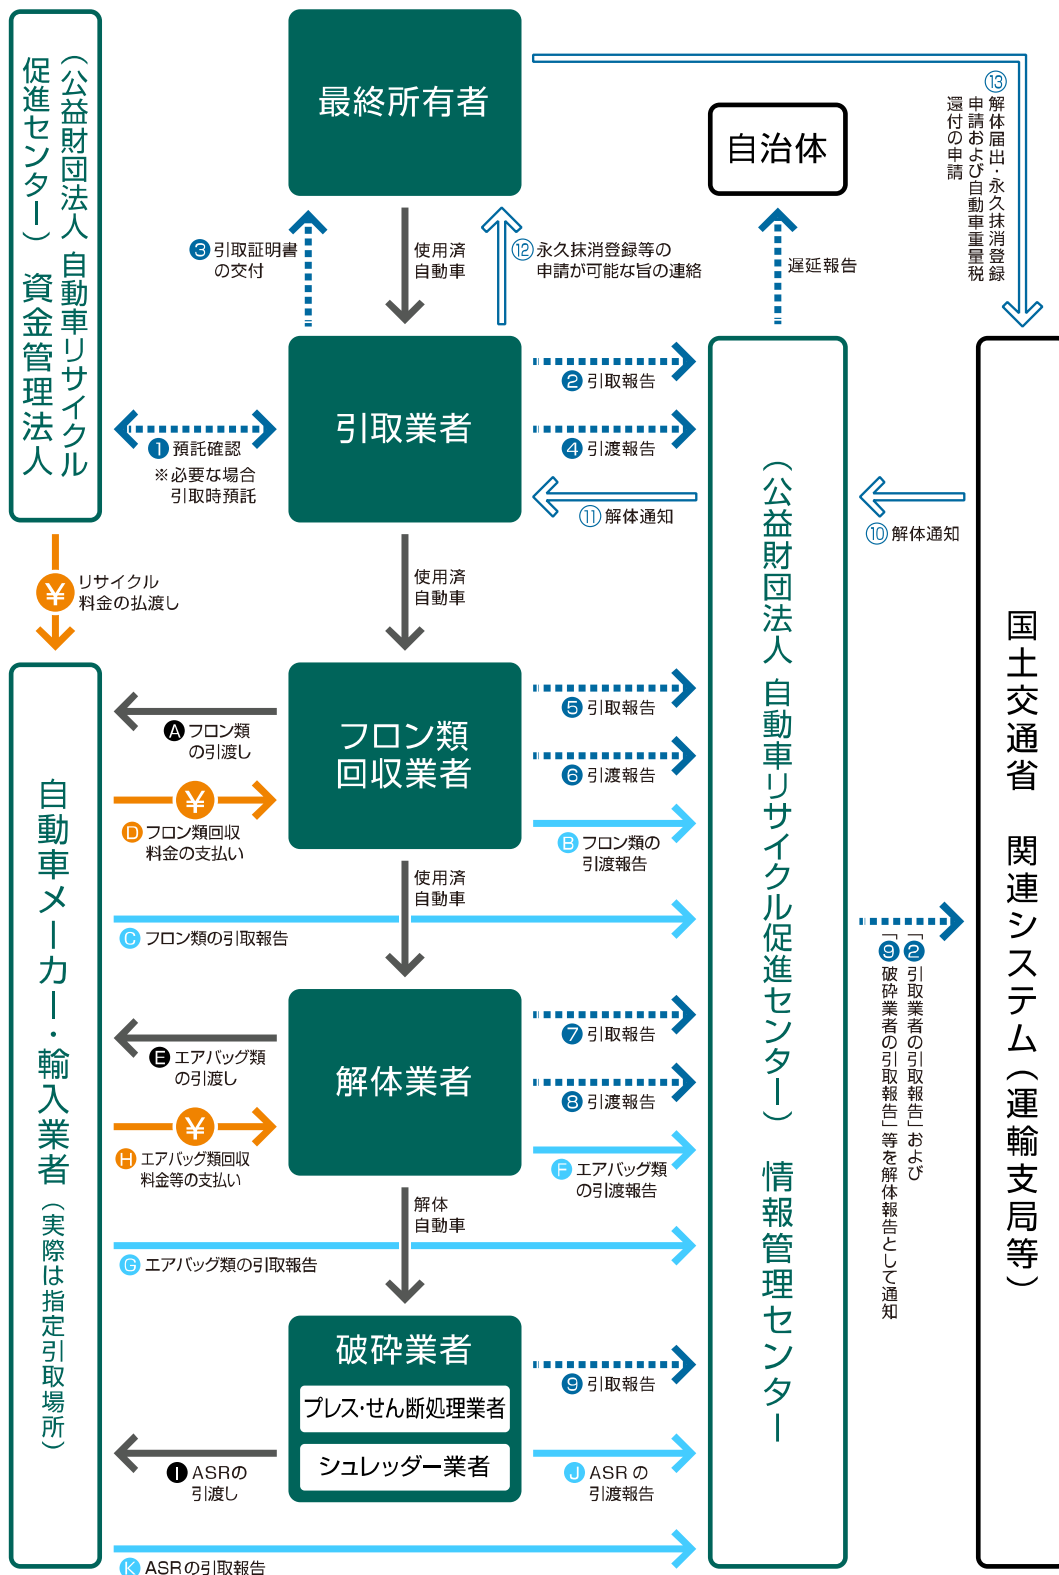 (公益財団法人 自動車リサイクル
促進センター) 資金管理法人
最終所有者
自治体
⑬解体届出・永久抹消登録
申請および自動車重量税
還付の申請
❸引取証明書
の交付
使用済
自動車
⑫永久抹消登録等の
申請が可能な旨の連絡
遅延報告
引取業者
❷引取報告
❹引渡報告
❶預託確認
※必要な場合
引取時預託
⑪解体通知
⑩解体通知
(公益財団法人 自動車リサイクル促進センター) 情報管理センター
国土交通省 関連システム(運輸支局等)
¥
リサイクル
料金の払渡し
使用済
自動車
自動車メーカー・輸入業者(実際は指定引取場所)
フロン類
回収業者
❺引取報告
❻引渡報告
Aフロン類
の引渡し
¥
Dフロン類回収
料金の支払い
Bフロン類の
引渡報告
使用済
自動車
Cフロン類の引取報告
「❷引取業者の引取報告」および
「❾破砕業者の引取報告」等を解体報告として通知
解体業者
❼引取報告
❽引渡報告
Eエアバッグ類
の引渡し
¥
Hエアバッグ類回収
料金等の支払い
Fエアバッグ類
の引渡報告
解体
自動車
Gエアバッグ類の引取報告
破砕業者
プレス・せん断処理業者
シュレッダー業者
❾引取報告
I ASRの
引渡し
J ASR の
引渡報告
K ASRの引取報告